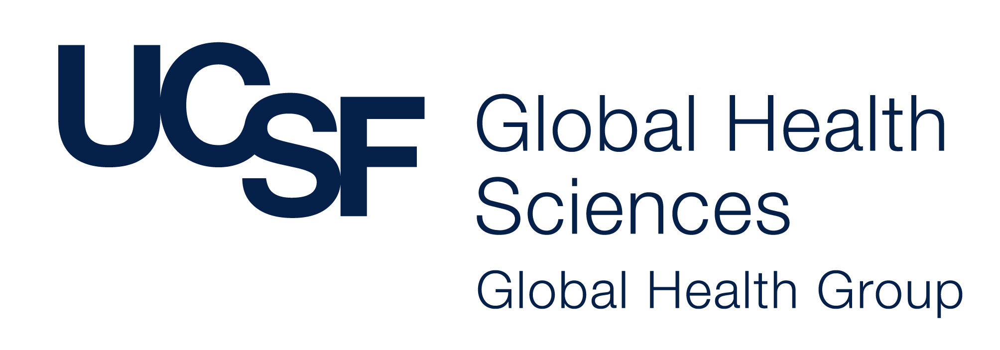 UCSF
Global Health
Sciences
Global Health Group